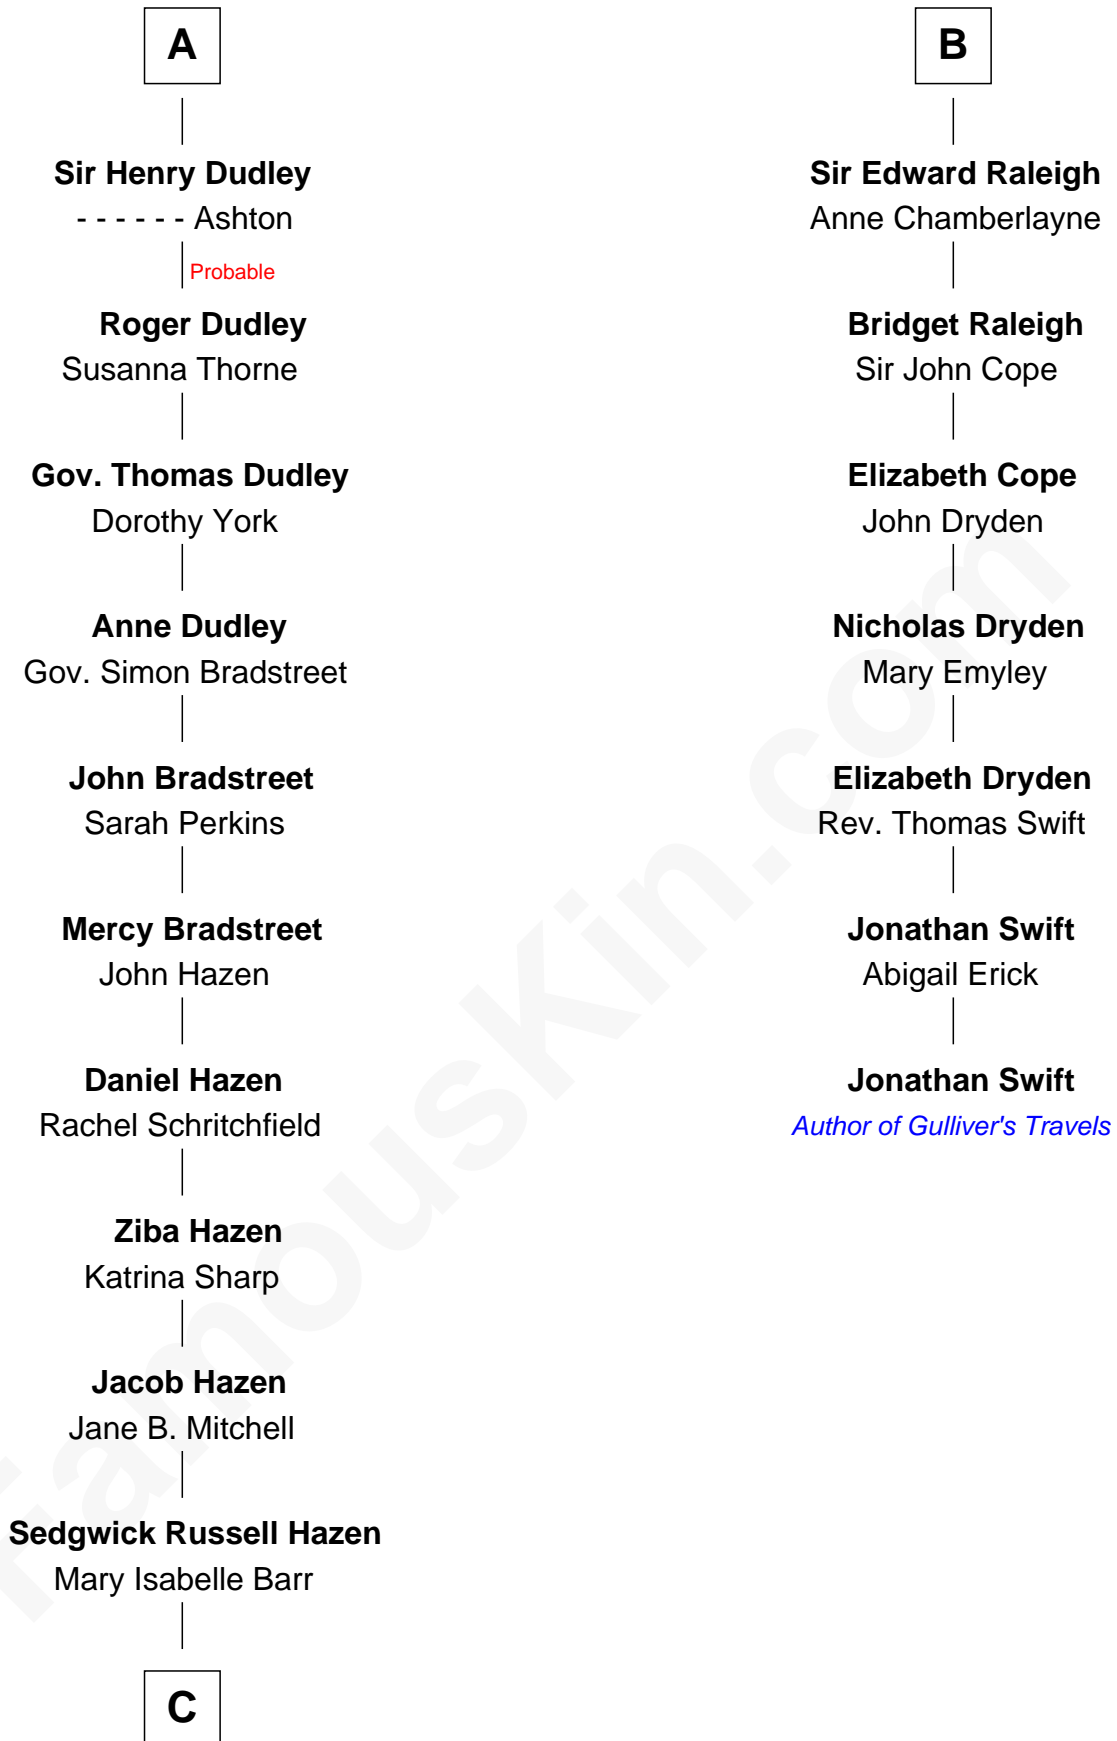 A
Sir Henry Dudley
- - - - - - Ashton
Probable
Roger Dudley
Susanna Thorne
Gov. Thomas Dudley
Dorothy York
Anne Dudley
Gov. Simon Bradstreet
John Bradstreet
Sarah Perkins
Mercy Bradstreet
John Hazen
Daniel Hazen
Rachel Schritchfield
Ziba Hazen
Katrina Sharp
Jacob Hazen
Jane B. Mitchell
Sedgwick Russell Hazen
Mary Isabelle Barr
C
B
Sir Edward Raleigh
Anne Chamberlayne
Bridget Raleigh
Sir John Cope
Elizabeth Cope
John Dryden
Nicholas Dryden
Mary Emyley
Elizabeth Dryden
Rev. Thomas Swift
Jonathan Swift
Abigail Erick
Jonathan Swift
Author of Gulliver's Travels
FamousKin.com